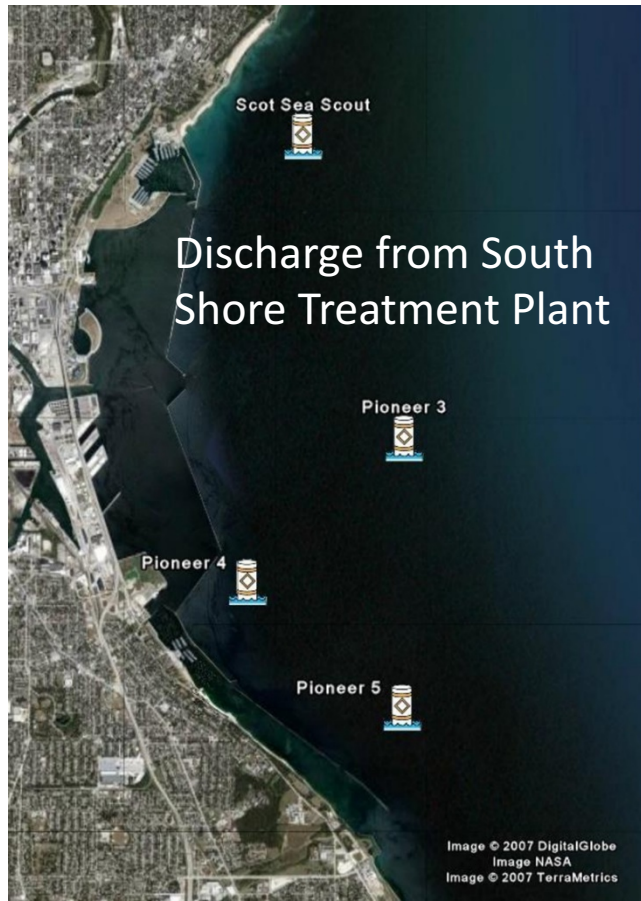 Scot Sea Scout
Discharge from South
Shore Treatment Plant
Pioneer 3
Pioneer 4
Pioneer 5
Image © 2007 DigitalGlobe
Image NASA
Image © 2007 TerraMetrics